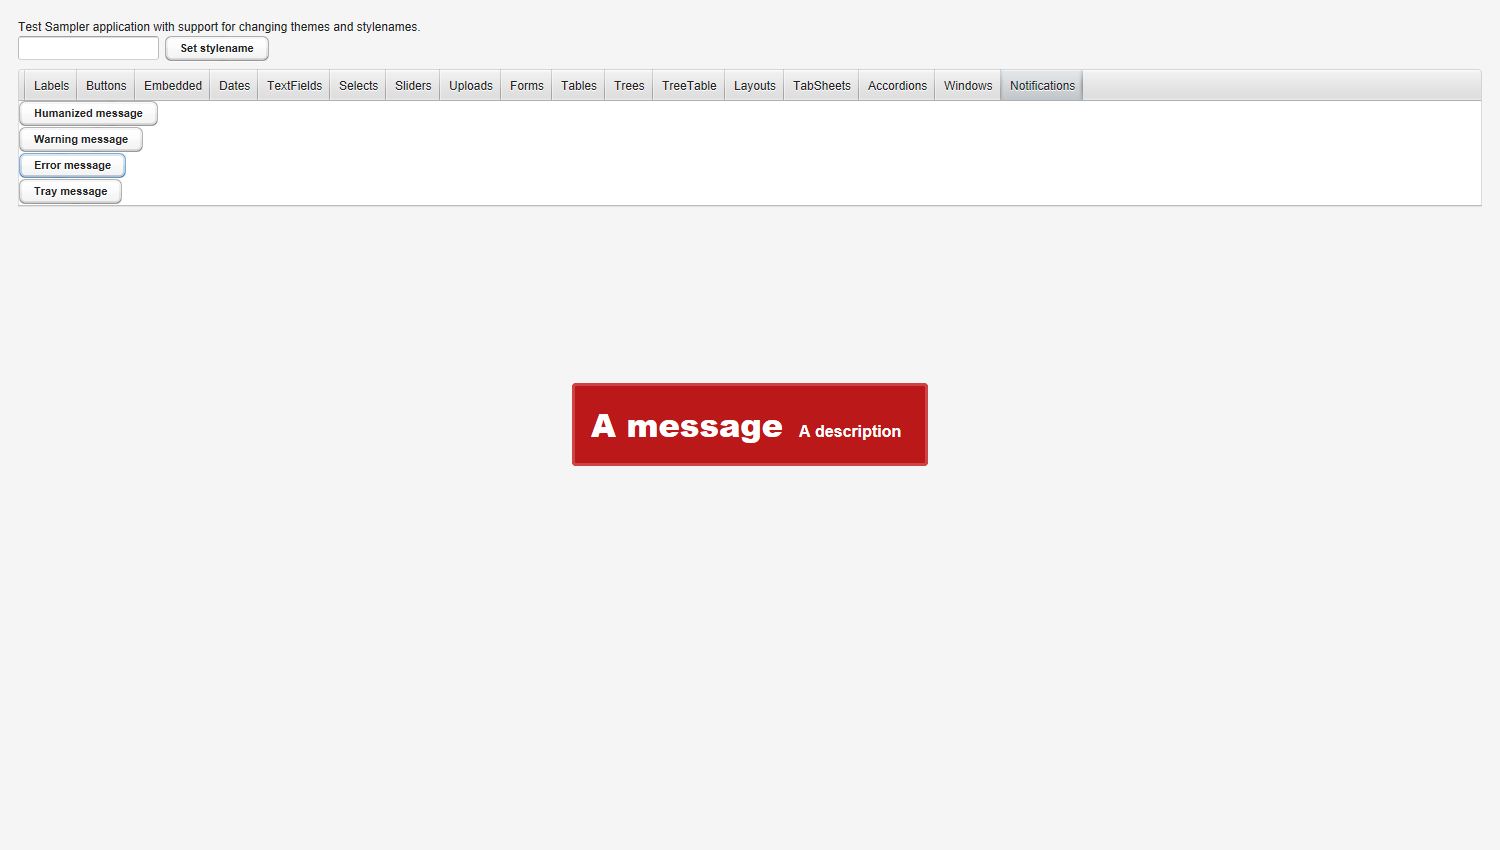 Test Sampler application with support for changing themes and stylenames.
Set stylename
Labels Buttons Embedded Dates TextFields Selects Sliders Uploads Forms Tables Trees TreeTable Layouts TabSheets Accordions Windows Notifications
Humanized message
Warning message
Error message
Tray message
A message A description